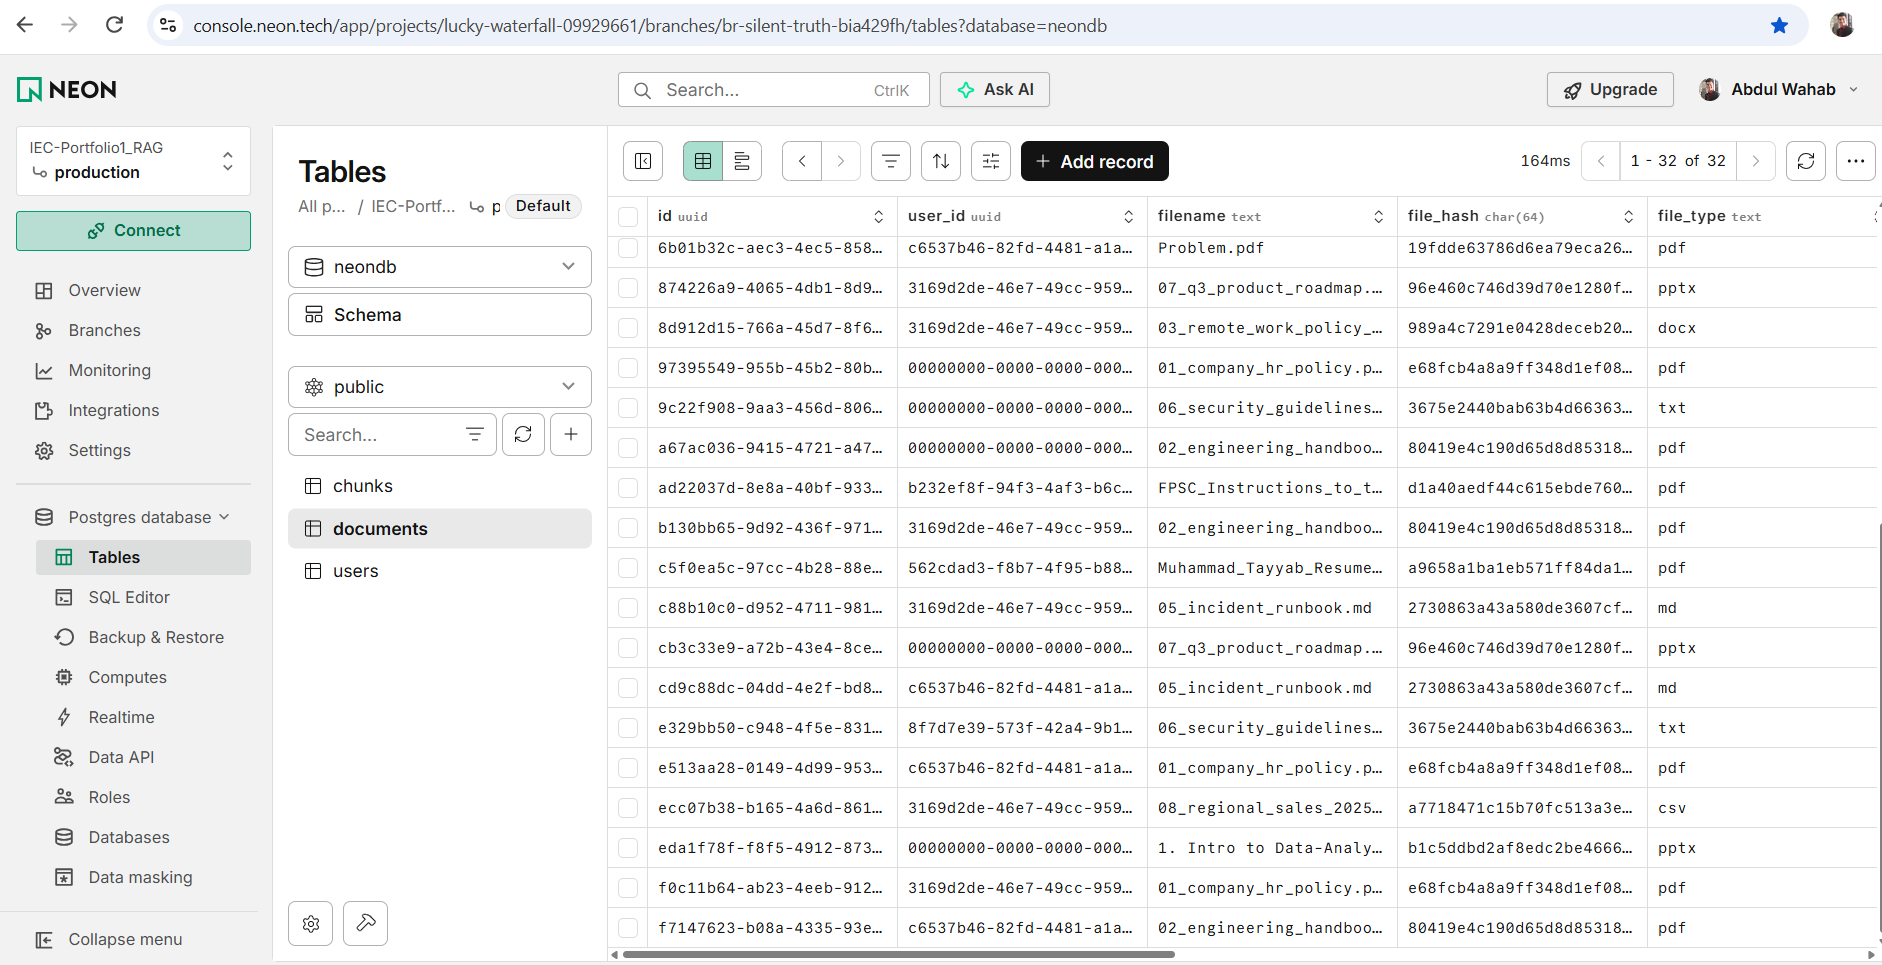 console.neon.tech/app/projects/lucky-waterfall-09929661/branches/br-silent-truth-bia429fh/tables?database=neondb
NEON
Search... CtrlK
Ask AI
Upgrade
Abdul Wahab
IEC-Portfolio1_RAG
production
Connect
Overview
Branches
Monitoring
Integrations
Settings
Postgres database
Tables
SQL Editor
Backup & Restore
Computes
Realtime
Data API
Roles
Databases
Data masking
Collapse menu
Tables
All p... / IEC-Portf... p Default
neondb
Schema
public
Search...
chunks
documents
users
Add record
164ms
1 - 32 of 32
id uuid user_id uuid filename text file_hash char(64) file_type text
6b01b32c-aec3-4ec5-858… c6537b46-82fd-4481-a1a… Problem.pdf 19fdde63786d6ea79eca26… pdf
874226a9-4065-4db1-8d9… 3169d2de-46e7-49cc-959… 07_q3_product_roadmap.… 96e460c746d39d70e1280f… pptx
8d912d15-766a-45d7-8f6… 3169d2de-46e7-49cc-959… 03_remote_work_policy_… 989a4c7291e0428deceb20… docx
97395549-955b-45b2-80b… 00000000-0000-0000-000… 01_company_hr_policy.p… e68fcb4a8a9ff348d1ef08… pdf
9c22f908-9aa3-456d-806… 00000000-0000-0000-000… 06_security_guidelines… 3675e2440bab63b4d66363… txt
a67ac036-9415-4721-a47… 00000000-0000-0000-000… 02_engineering_handboo… 80419e4c190d65d8d85318… pdf
ad22037d-8e8a-40bf-933… b232ef8f-94f3-4af3-b6c… FPSC_Instructions_to_t… d1a40aedf44c615ebde760… pdf
b130bb65-9d92-436f-971… 3169d2de-46e7-49cc-959… 02_engineering_handboo… 80419e4c190d65d8d85318… pdf
c5f0ea5c-97cc-4b28-88e… 562cdad3-f8b7-4f95-b88… Muhammad_Tayyab_Resume… a9658a1ba1eb571ff84da1… pdf
c88b10c0-d952-4711-981… 3169d2de-46e7-49cc-959… 05_incident_runbook.md 2730863a43a580de3607cf… md
cb3c33e9-a72b-43e4-8ce… 00000000-0000-0000-000… 07_q3_product_roadmap.… 96e460c746d39d70e1280f… pptx
cd9c88dc-04dd-4e2f-bd8… c6537b46-82fd-4481-a1a… 05_incident_runbook.md 2730863a43a580de3607cf… md
e329bb50-c948-4f5e-831… 8f7d7e39-573f-42a4-9b1… 06_security_guidelines… 3675e2440bab63b4d66363… txt
e513aa28-0149-4d99-953… c6537b46-82fd-4481-a1a… 01_company_hr_policy.p… e68fcb4a8a9ff348d1ef08… pdf
ecc07b38-b165-4a6d-861… 3169d2de-46e7-49cc-959… 08_regional_sales_2025… a7718471c15b70fc513a3e… csv
eda1f78f-f8f5-4912-873… 00000000-0000-0000-000… 1. Intro to Data-Analy… b1c5ddbd2af8edc2be4666… pptx
f0c11b64-ab23-4eeb-912… 3169d2de-46e7-49cc-959… 01_company_hr_policy.p… e68fcb4a8a9ff348d1ef08… pdf
f7147623-b08a-4335-93e… c6537b46-82fd-4481-a1a… 02_engineering_handboo… 80419e4c190d65d8d85318… pdf